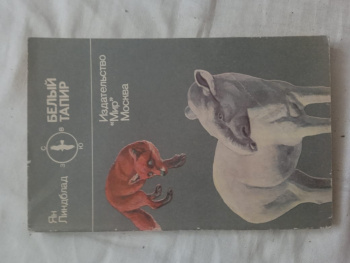 Ян
Линдблад
БЕЛЫЙ
ТАПИР
С
В
Ю
З
Издательство
"Мир"
Москва